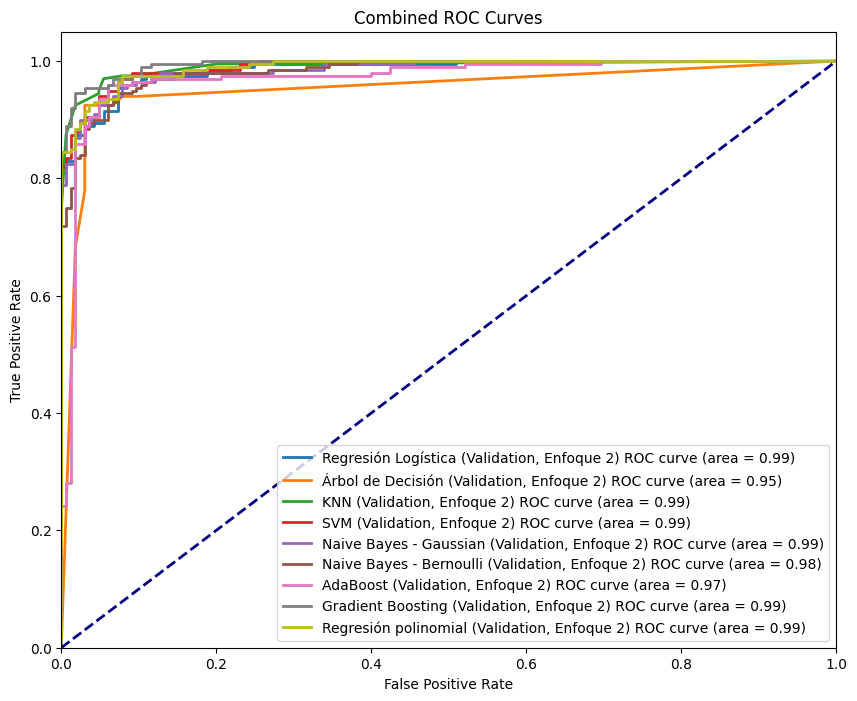 Combined ROC Curves
True Positive Rate
1.0
0.8
0.6
0.4
0.2
0.0
Regresión Logística (Validation, Enfoque 2) ROC curve (area = 0.99)
Árbol de Decisión (Validation, Enfoque 2) ROC curve (area = 0.95)
KNN (Validation, Enfoque 2) ROC curve (area = 0.99)
SVM (Validation, Enfoque 2) ROC curve (area = 0.99)
Naive Bayes - Gaussian (Validation, Enfoque 2) ROC curve (area = 0.99)
Naive Bayes - Bernoulli (Validation, Enfoque 2) ROC curve (area = 0.98)
AdaBoost (Validation, Enfoque 2) ROC curve (area = 0.97)
Gradient Boosting (Validation, Enfoque 2) ROC curve (area = 0.99)
Regresión polinomial (Validation, Enfoque 2) ROC curve (area = 0.99)
0.0 0.2 0.4 0.6 0.8 1.0
False Positive Rate